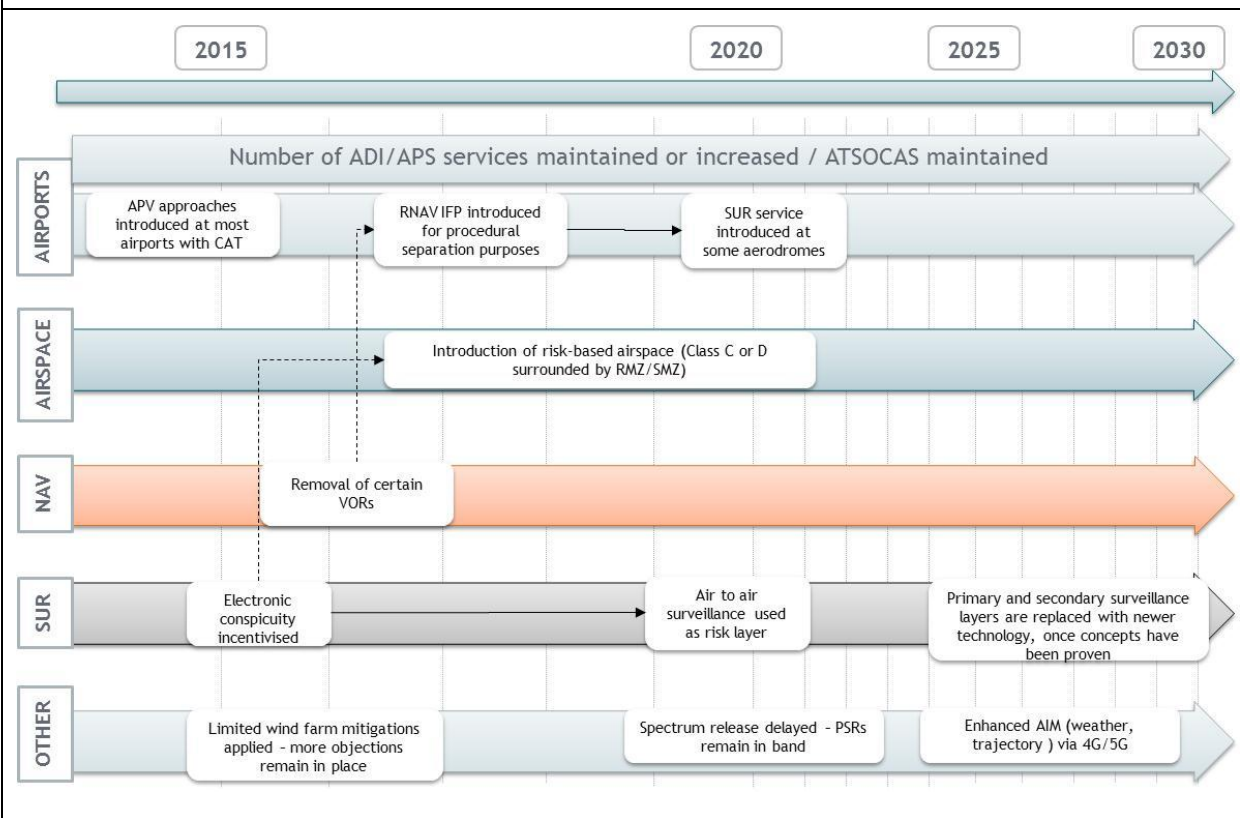 2015
2020
2025
2030
AIRPORTS
Number of ADI/APS services maintained or increased / ATSOCAS maintained
APV approaches
introduced at most
airports with CAT
RNAV IFP introduced
for procedural
separation purposes
SUR service
introduced at
some aerodromes
AIRSPACE
Introduction of risk-based airspace (Class C or D
surrounded by RMZ/SMZ)
NAV
Removal of certain
VORs
SUR
Electronic
conspicuity
incentivised
Air to air
surveillance used
as risk layer
Primary and secondary surveillance
layers are replaced with newer
technology, once concepts have
been proven
OTHER
Limited wind farm mitigations
applied - more objections
remain in place
Spectrum release delayed - PSRs
remain in band
Enhanced AIM (weather,
trajectory ) via 4G/5G